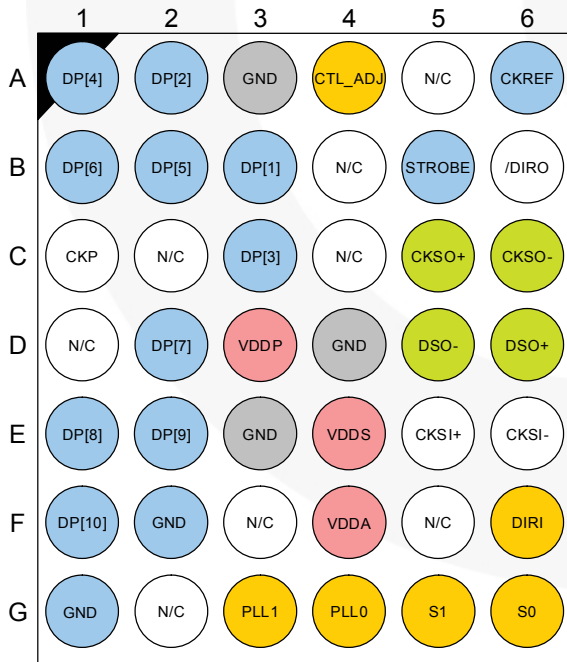 1 2 3 4 5 6
A DP[4] DP[2] GND CTL_ADJ N/C CKREF
B DP[6] DP[5] DP[1] N/C STROBE /DIRO
C CKP N/C DP[3] N/C CKSO+ CKSO-
D N/C DP[7] VDDP GND DSO- DSO+
E DP[8] DP[9] GND VDDS CKSI+ CKSI-
F DP[10] GND N/C VDDA N/C DIRI
G GND N/C PLL1 PLL0 S1 S0